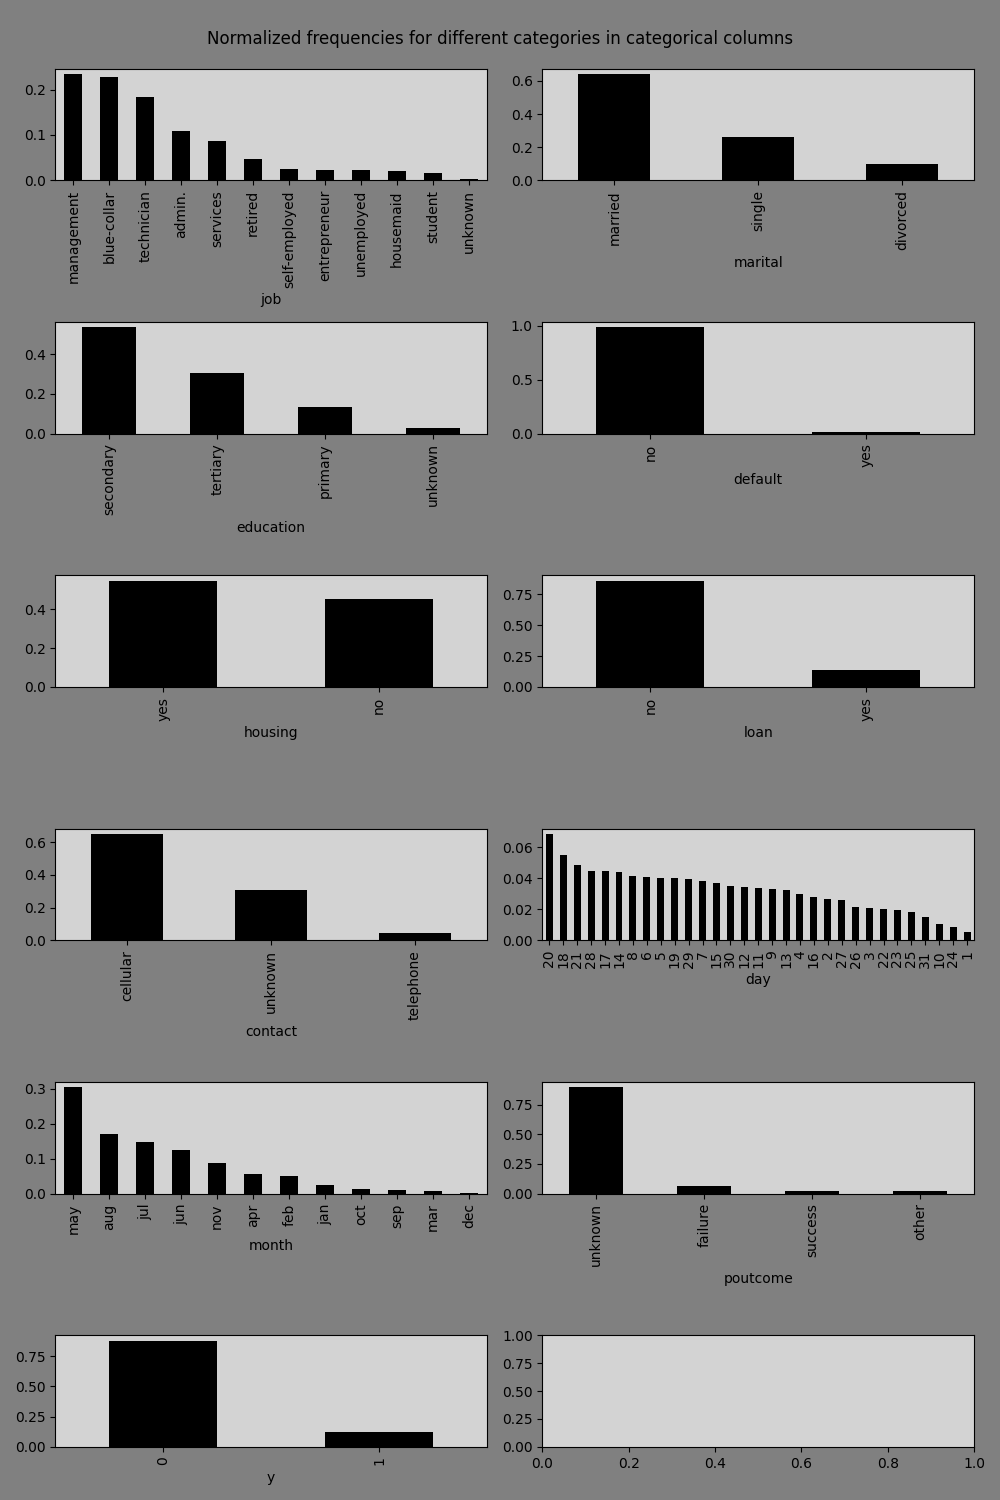 Normalized frequencies for different categories in categorical columns
0.2
0.1
0.0
management
blue-collar
technician
admin.
services
retired
self-employed
entrepreneur
unemployed
housemaid
student
unknown
job
0.6
0.4
0.2
0.0
married
single
divorced
marital
0.4
0.2
0.0
secondary
tertiary
primary
unknown
education
1.0
0.5
0.0
no
yes
default
0.4
0.2
0.0
yes
no
housing
0.75
0.50
0.25
0.00
no
yes
loan
0.6
0.4
0.2
0.0
cellular
unknown
telephone
contact
0.06
0.04
0.02
0.00
20
18
21
28
17
14
8
6
5
19
29
7
15
30
12
11
9
13
4
16
2
27
26
3
22
23
25
31
10
24
1
day
0.3
0.2
0.1
0.0
may
aug
jul
jun
nov
apr
feb
jan
oct
sep
mar
dec
month
0.75
0.50
0.25
0.00
unknown
failure
success
other
poutcome
0.75
0.50
0.25
0.00
0
1
y
1.00
0.75
0.50
0.25
0.00
0.0 0.2 0.4 0.6 0.8 1.0